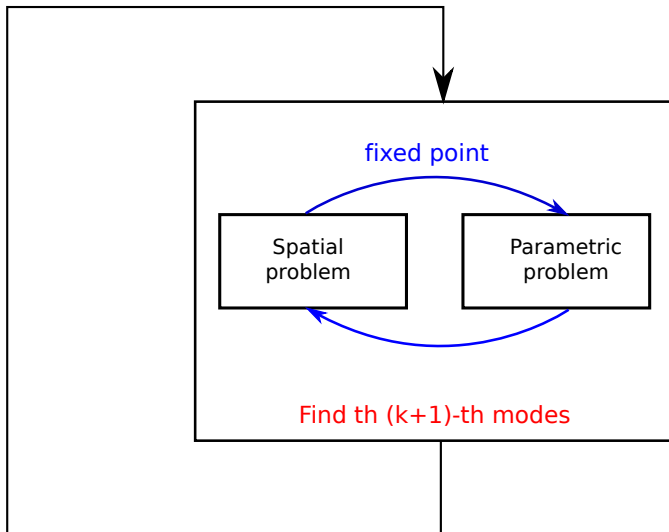 fixed point
Spatial
problem
Parametric
problem
Find th (k+1)-th modes